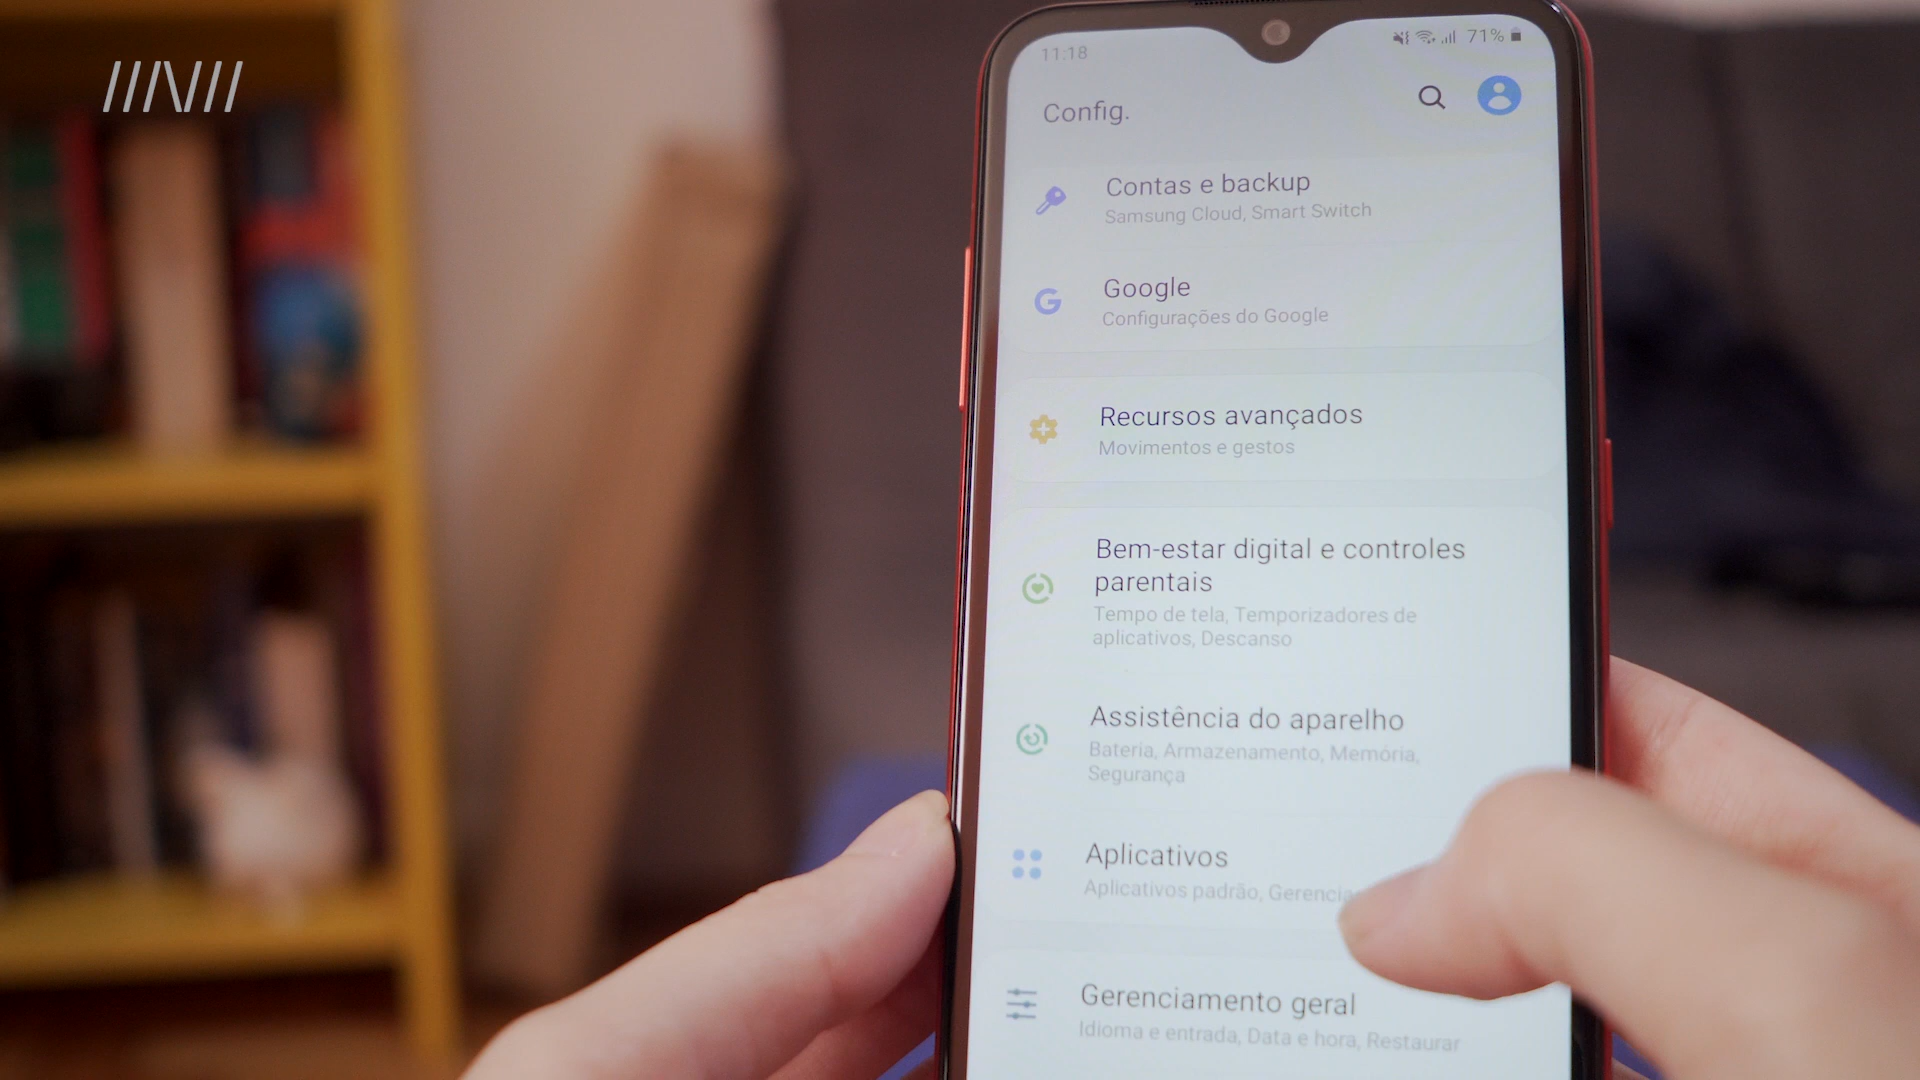 11:18
71%
Config.
Contas e backup
Samsung Cloud, Smart Switch
Google
Configurações do Google
Recursos avançados
Movimentos e gestos
Bem-estar digital e controles
parentais
Tempo de tela, Temporizadores de
aplicativos, Descanso
Assistência do aparelho
Bateria, Armazenamento, Memória,
Segurança
Aplicativos
Aplicativos padrão,
Gerenciamento geral
Idioma e entrada, Data e hora, Restaurar